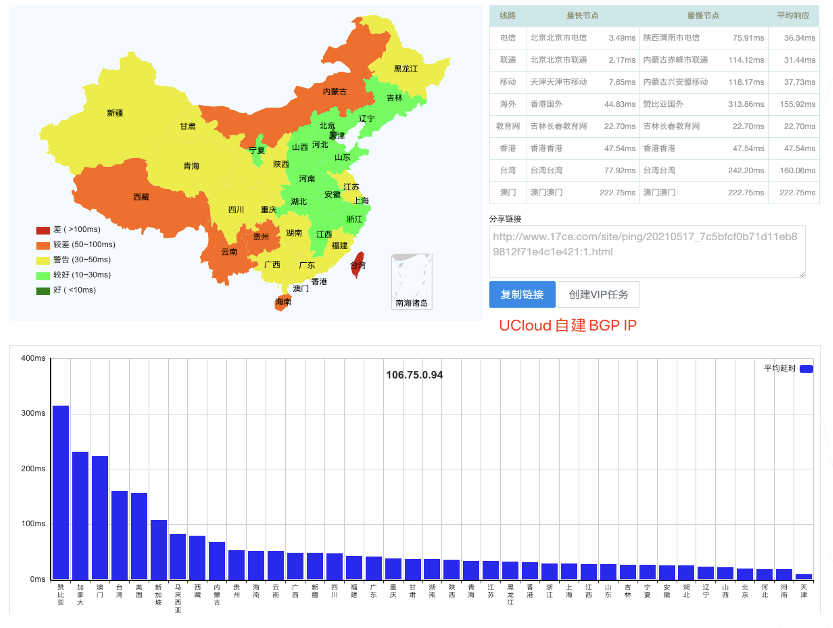 黑龙江
内蒙古
吉林
新疆
辽宁
甘肃
北京
天津
宁夏
山西
河北
青海
陕西
山东
河南
西藏
江苏
安徽
上海
四川
重庆
湖北
浙江
湖南
江西
贵州
福建
云南
广西
广东
台湾
香港
澳门
海南
南海诸岛
差 ( >100ms)
较差 (50~100ms)
警告 (30~50ms)
较好 (10~30ms)
好 ( <10ms)
线路 最快节点 最慢节点 平均响应
电信 北京北京市电信 3.49ms 陕西渭南市电信 75.91ms 36.34ms
联通 北京北京市联通 2.17ms 内蒙古赤峰市联通 114.12ms 31.44ms
移动 天津天津市移动 7.85ms 内蒙古兴安盟移动 118.17ms 37.73ms
海外 香港国外 44.83ms 赞比亚国外 313.86ms 155.92ms
教育网 吉林长春教育网 22.70ms 吉林长春教育网 22.70ms 22.70ms
香港 香港香港 47.54ms 香港香港 47.54ms 47.54ms
台湾 台湾台湾 77.92ms 台湾台湾 242.20ms 160.06ms
澳门 澳门澳门 222.75ms 澳门澳门 222.75ms 222.75ms
分享链接
http://www.17ce.com/site/ping/20210517_7c5bfcf0b71d11eb8
9812f71e4c1e421:1.html
复制链接 创建VIP任务
UCloud 自建 BGP IP
106.75.0.94
平均延时
400ms
300ms
200ms
100ms
0ms
赞比亚 加拿大 澳门 台湾 美国 新加坡 马来西亚 西藏 内蒙古 贵州 海南 云南 广西 新疆 四川 福建 广东 重庆 甘肃 湖南 陕西 青海 江苏 黑龙江 香港 浙江 上海 江西 山东 吉林 宁夏 安徽 湖北 辽宁 山西 北京 河北 河南 天津